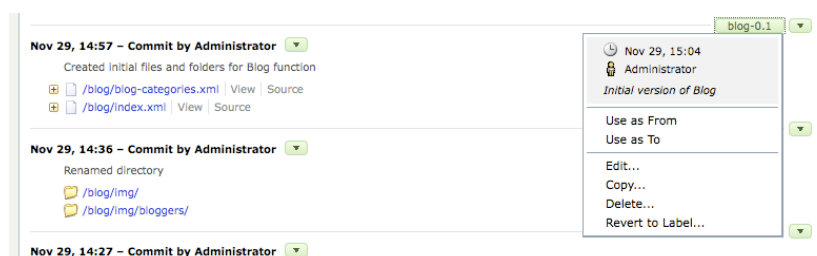 blog-0.1
Nov 29, 14:57 – Commit by Administrator
Created initial files and folders for Blog function
/blog/blog-categories.xml View Source
/blog/index.xml View Source
Nov 29, 15:04
Administrator
Initial version of Blog
Use as From
Use as To
Edit...
Copy...
Delete...
Revert to Label...
Nov 29, 14:36 – Commit by Administrator
Renamed directory
/blog/img/
/blog/img/bloggers/
Nov 29, 14:27 – Commit by Administrator